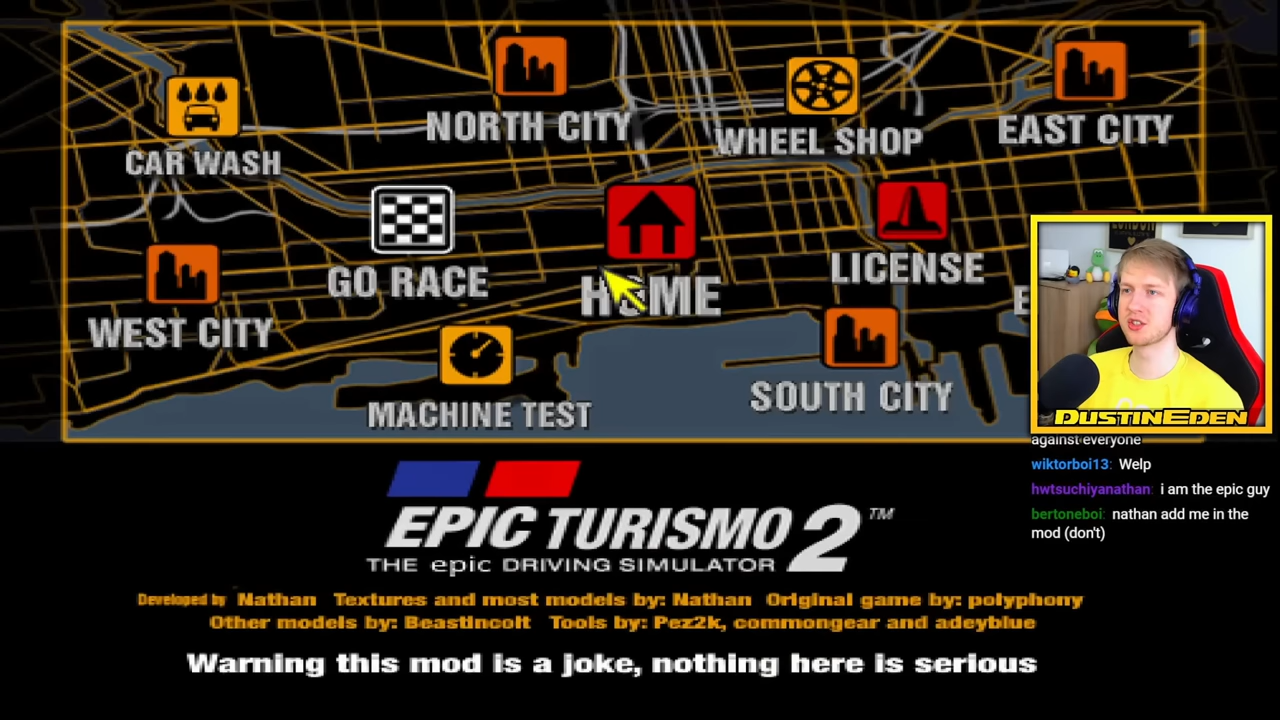 NORTH CITY
WHEEL SHOP
EAST CITY
CAR WASH
GO RACE
HOME
LICENSE
WEST CITY
MACHINE TEST
SOUTH CITY
DUSTINEDEN
against everyone
wiktorboi13: Welp
hwtsuchiyanathan: i am the epic guy
bertoneboi: nathan add me in the
mod (don't)
EPIC TURISMO 2 TM
THE epic DRIVING SIMULATOR
Developed by Nathan Textures and most models by: Nathan Original game by: polyphony
Other models by: BeastIncolt Tools by: Pez2k, commongear and adeyblue
Warning this mod is a joke, nothing here is serious